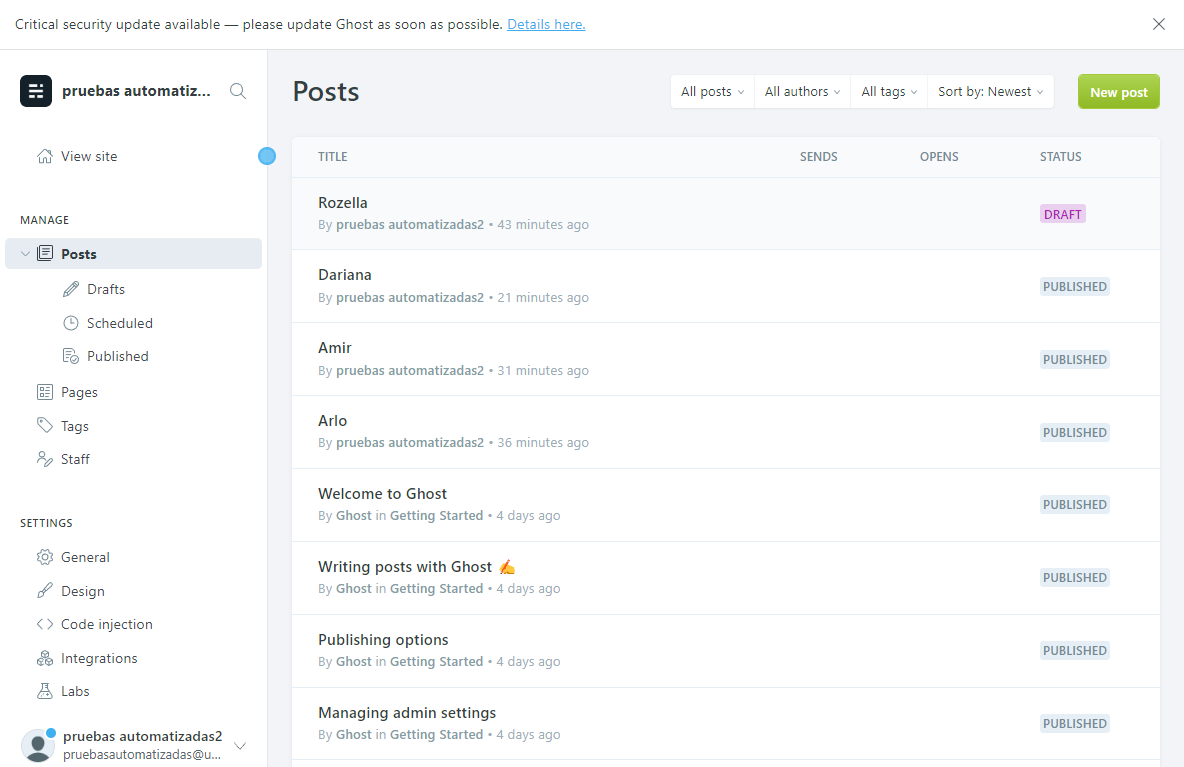 Critical security update available — please update Ghost as soon as possible. Details here.
pruebas automatiz...
View site
MANAGE
Posts
Drafts
Scheduled
Published
Pages
Tags
Staff
SETTINGS
General
Design
Code injection
Integrations
Labs
pruebas automatizadas2
pruebasautomatizadas@u...
Posts
All posts
All authors
All tags
Sort by: Newest
New post
TITLE SENDS OPENS STATUS
Rozella
By pruebas automatizadas2 • 43 minutes ago
DRAFT
Dariana
By pruebas automatizadas2 • 21 minutes ago
PUBLISHED
Amir
By pruebas automatizadas2 • 31 minutes ago
PUBLISHED
Arlo
By pruebas automatizadas2 • 36 minutes ago
PUBLISHED
Welcome to Ghost
By Ghost in Getting Started • 4 days ago
PUBLISHED
Writing posts with Ghost ✍️
By Ghost in Getting Started • 4 days ago
PUBLISHED
Publishing options
By Ghost in Getting Started • 4 days ago
PUBLISHED
Managing admin settings
By Ghost in Getting Started • 4 days ago
PUBLISHED